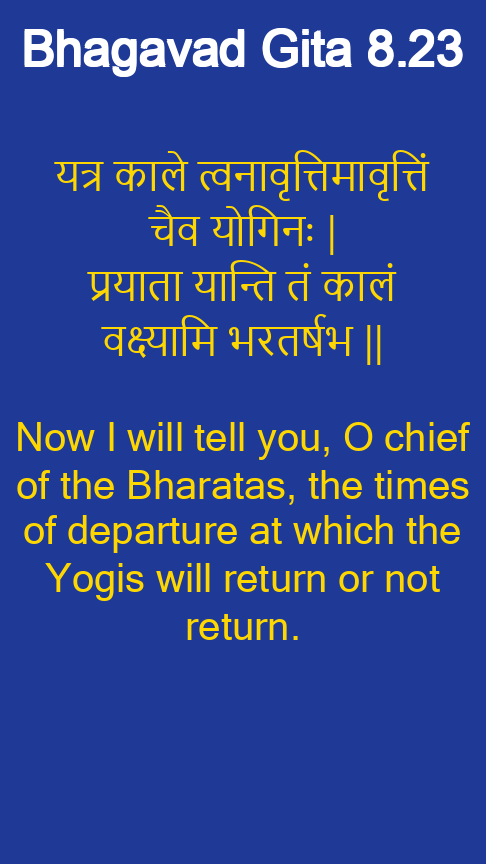 Bhagavad Gita 8.23
यत्र काले त्वनावृत्तिमावृत्तिं
चैव योगिनः |
प्रयाता यान्ति तं कालं
वक्ष्यामि भरतर्षभ ||
Now I will tell you, O chief
of the Bharatas, the times
of departure at which the
Yogis will return or not
return.